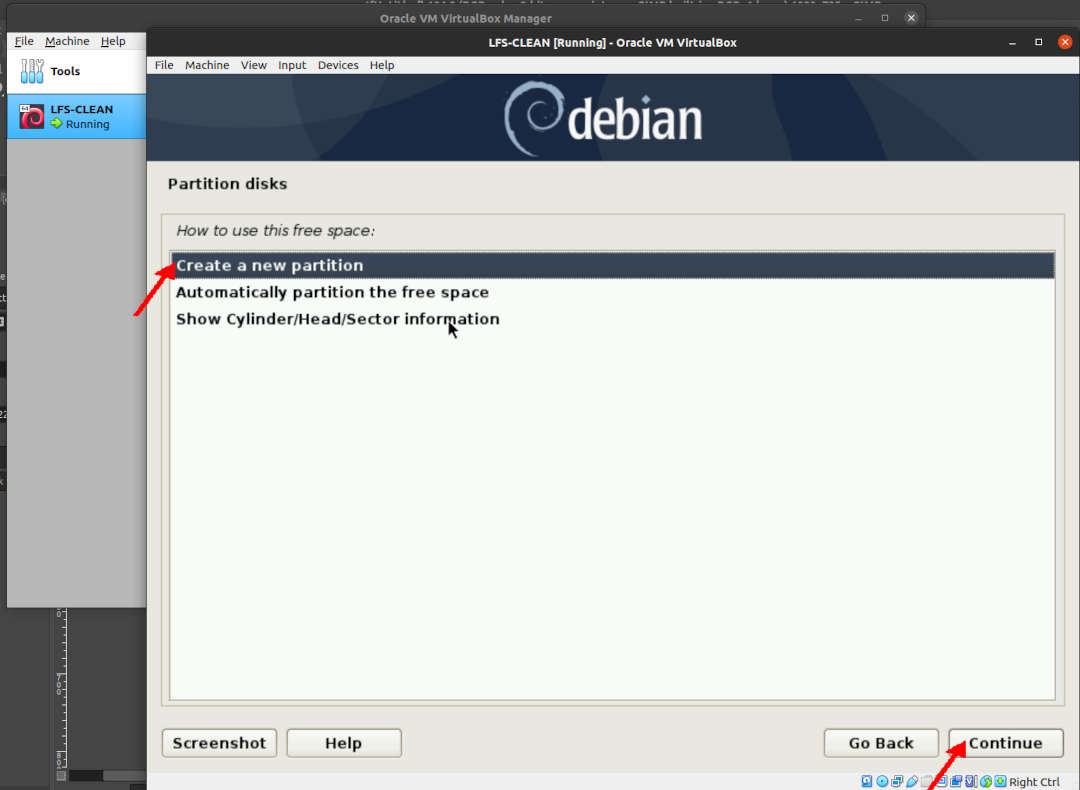 Oracle VM VirtualBox Manager
File Machine Help
LFS-CLEAN [Running] - Oracle VM VirtualBox
Tools
File Machine View Input Devices Help
LFS-CLEAN
Running
debian
Partition disks
How to use this free space:
Create a new partition
Automatically partition the free space
Show Cylinder/Head/Sector information
Screenshot
Help
Go Back
Continue
Right Ctrl